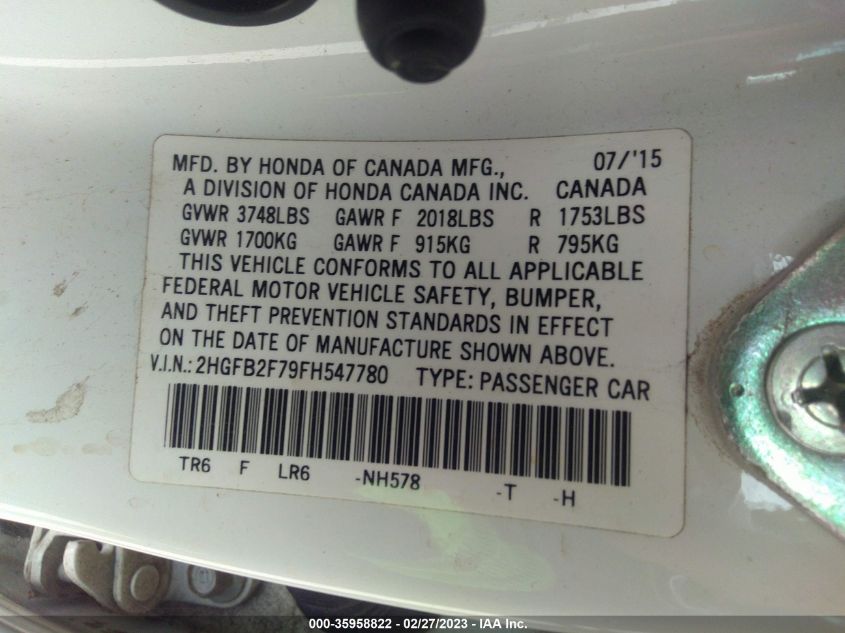 MFD. BY HONDA OF CANADA MFG., 07/'15
A DIVISION OF HONDA CANADA INC. CANADA
GVWR 3748LBS GAWR F 2018LBS R 1753LBS
GVWR 1700KG GAWR F 915KG R 795KG
THIS VEHICLE CONFORMS TO ALL APPLICABLE
FEDERAL MOTOR VEHICLE SAFETY, BUMPER,
AND THEFT PREVENTION STANDARDS IN EFFECT
ON THE DATE OF MANUFACTURE SHOWN ABOVE.
V.I.N.: 2HGFB2F79FH547780 TYPE: PASSENGER CAR
TR6 F LR6 -NH578 -T -H
000-35958822 - 02/27/2023 - IAA Inc.